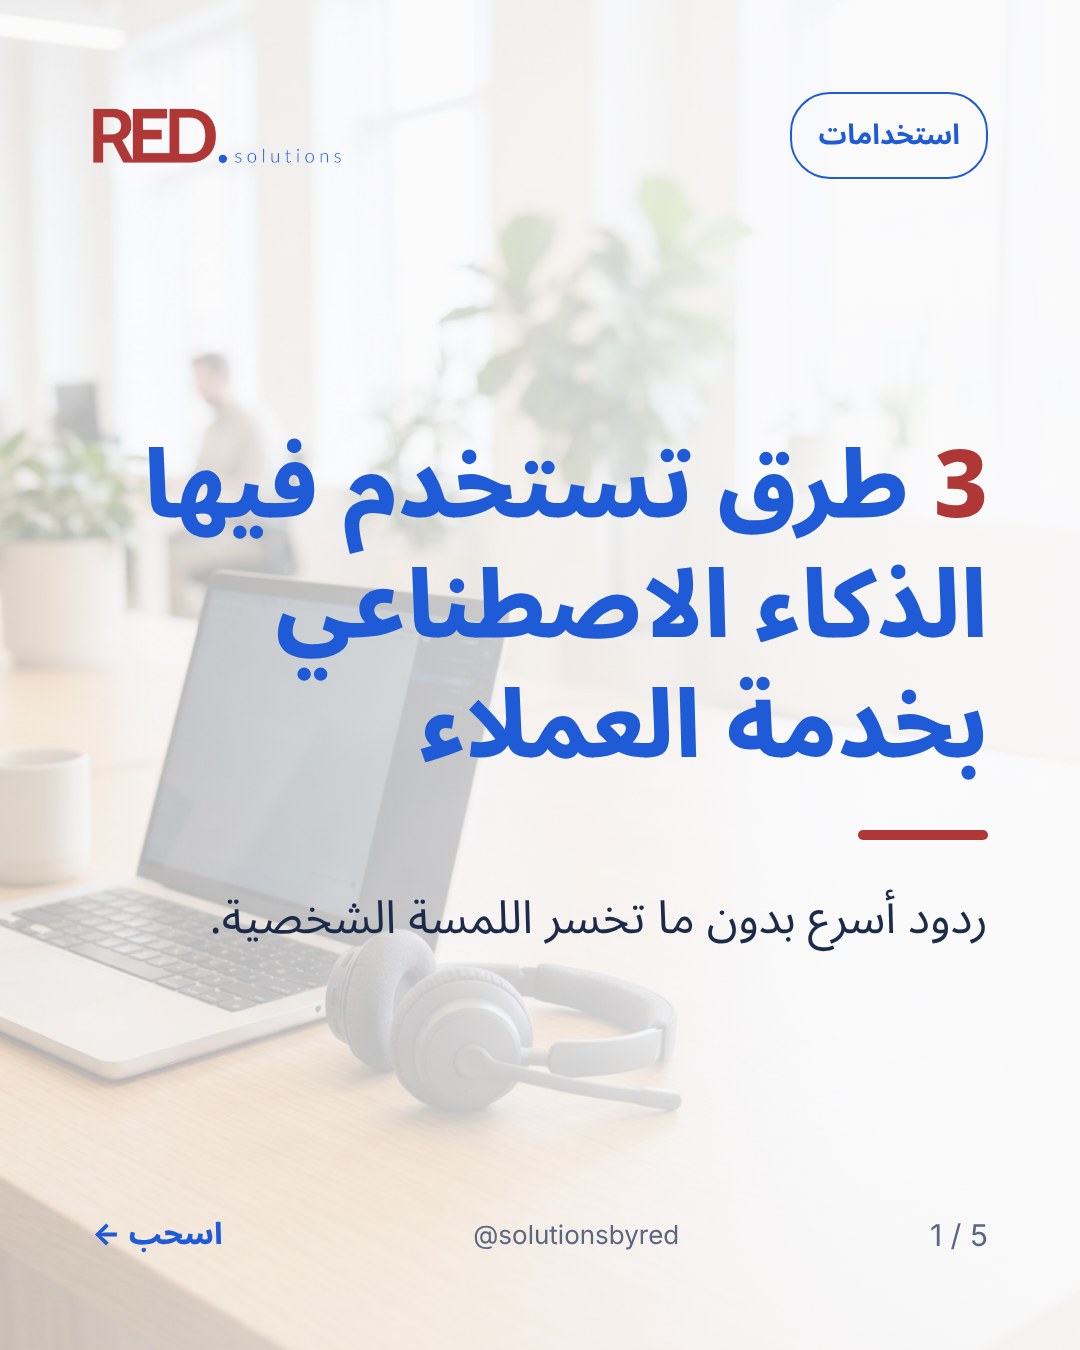 RED.solutions
استخدامات
3 طرق تستخدم فيها
الذكاء الاصطناعي
بخدمة العملاء
ردود أسرع بدون ما تخسر اللمسة الشخصية.
اسحب ←
@solutionsbyred
1 / 5